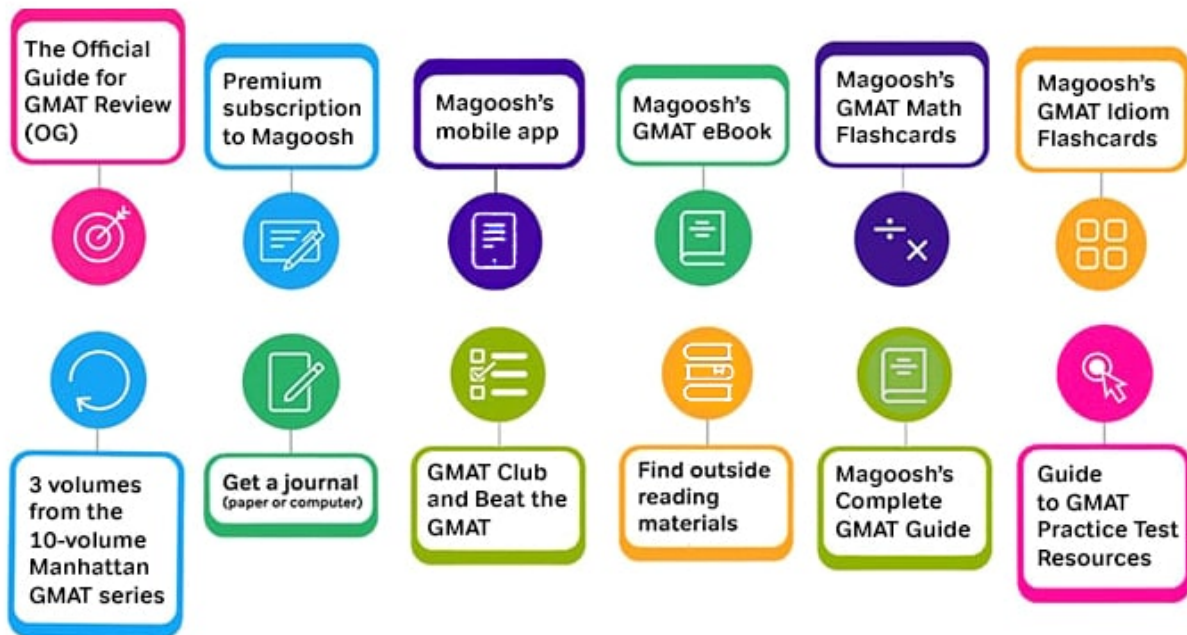 The Official
Guide for
GMAT Review
(OG)
Premium
subscription
to Magoosh
Magoosh's
mobile app
Magoosh's
GMAT eBook
Magoosh's
GMAT Math
Flashcards
Magoosh's
GMAT Idiom
Flashcards
3 volumes
from the
10-volume
Manhattan
GMAT series
Get a journal
(paper or computer)
GMAT Club
and Beat the
GMAT
Find outside
reading
materials
Magoosh's
Complete
GMAT Guide
Guide
to GMAT
Practice Test
Resources